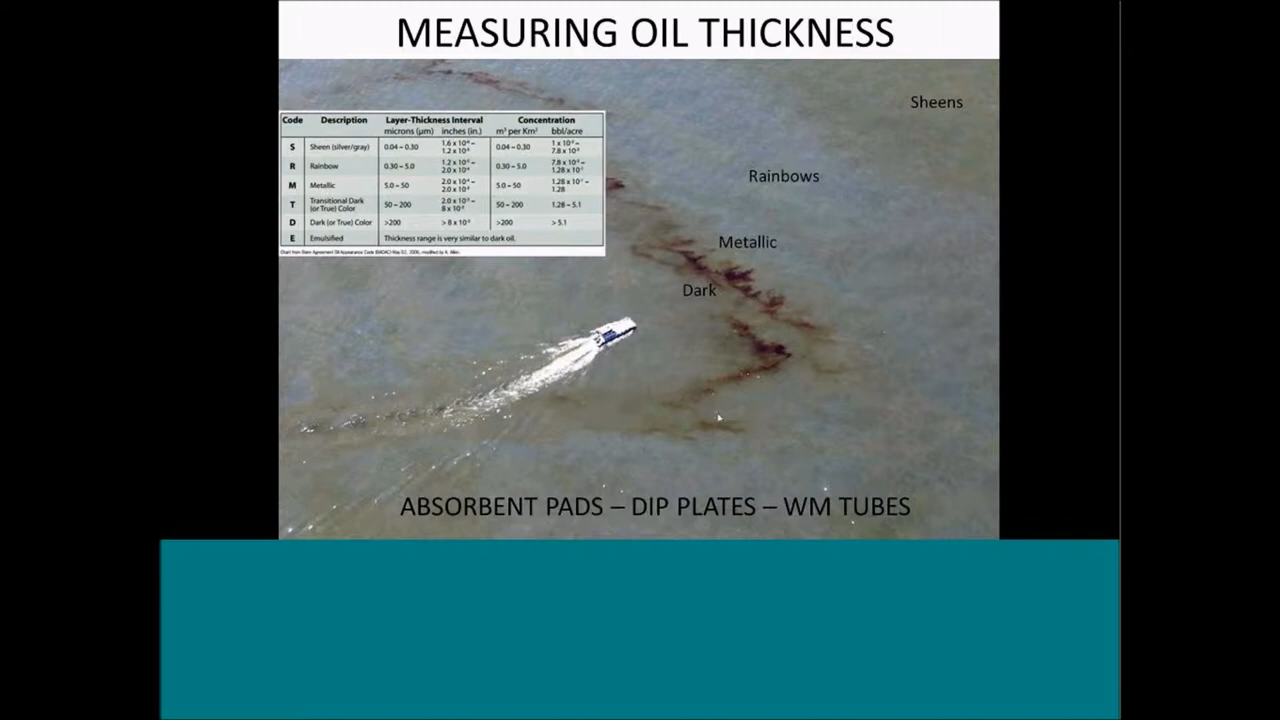 MEASURING OIL THICKNESS
Sheens
Rainbows
Metallic
Dark
Code Description Layer-Thickness Interval Concentration
microns (µm) inches (in.) m³ per Km² bbl/acre
S Sheen (silver/gray) 0.04 – 0.30 0.04 – 0.30
R Rainbow 0.30 – 5.0 0.30 – 5.0
M Metallic 5.0 – 50 5.0 – 50
1.28
T Transitional Dark (or True) Color 50 – 200 50 – 200 1.28 – 5.1
D Dark (or True) Color >200 >200 > 5.1
E Emulsified Thickness range is very similar to dark oil.
ABSORBENT PADS – DIP PLATES – WM TUBES